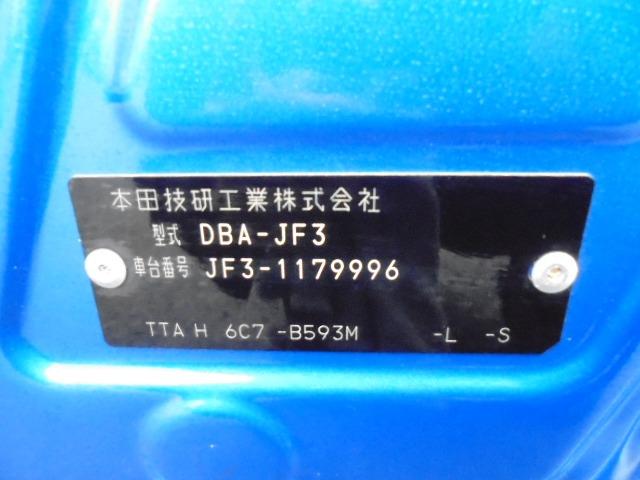 本田技研工業株式会社
型式 DBA-JF3
車台番号 JF3-1179996
TTA H 6C7 -B593M -L -S